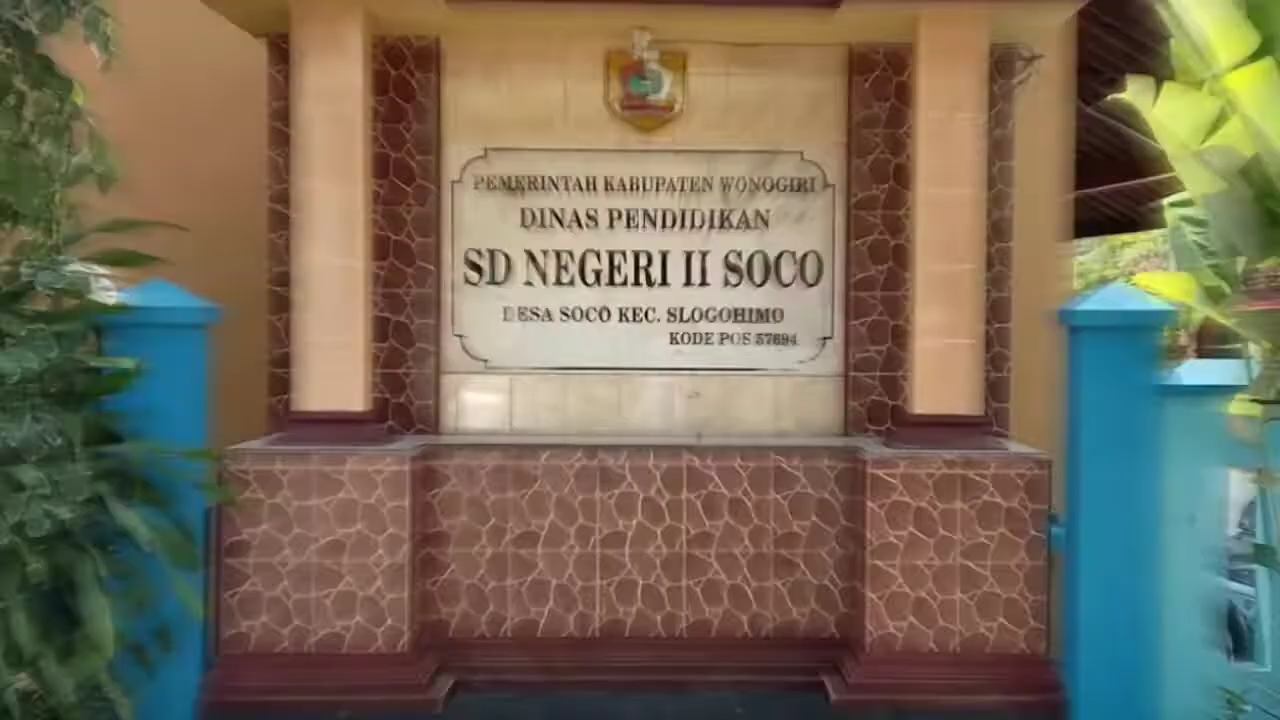 PEMERINTAH KABUPATEN WONOGIRI
DINAS PENDIDIKAN
SD NEGERI II SOCO
DESA SOCO KEC. SLOGOHIMO
KODE POS 57694